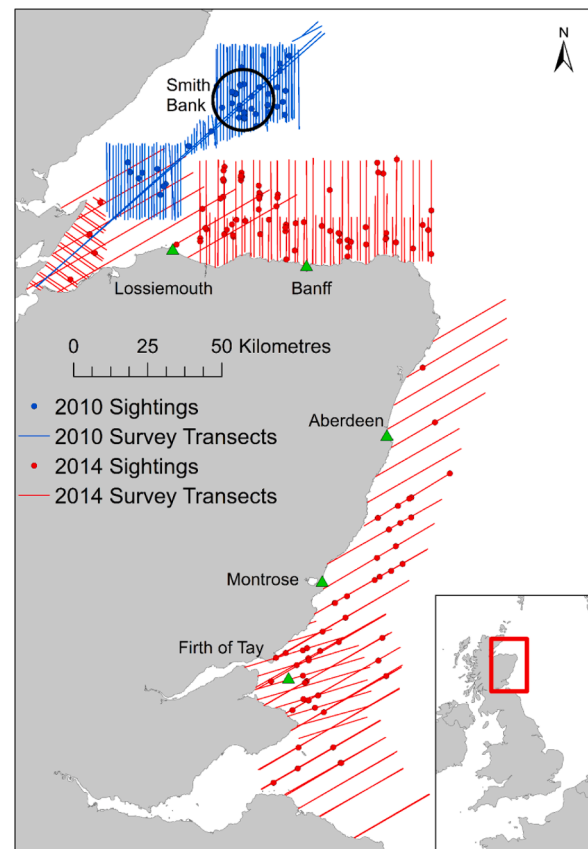 N
Smith
Bank
Lossiemouth
Banff
0 25 50 Kilometres
2010 Sightings
2010 Survey Transects
2014 Sightings
2014 Survey Transects
Aberdeen
Montrose
Firth of Tay